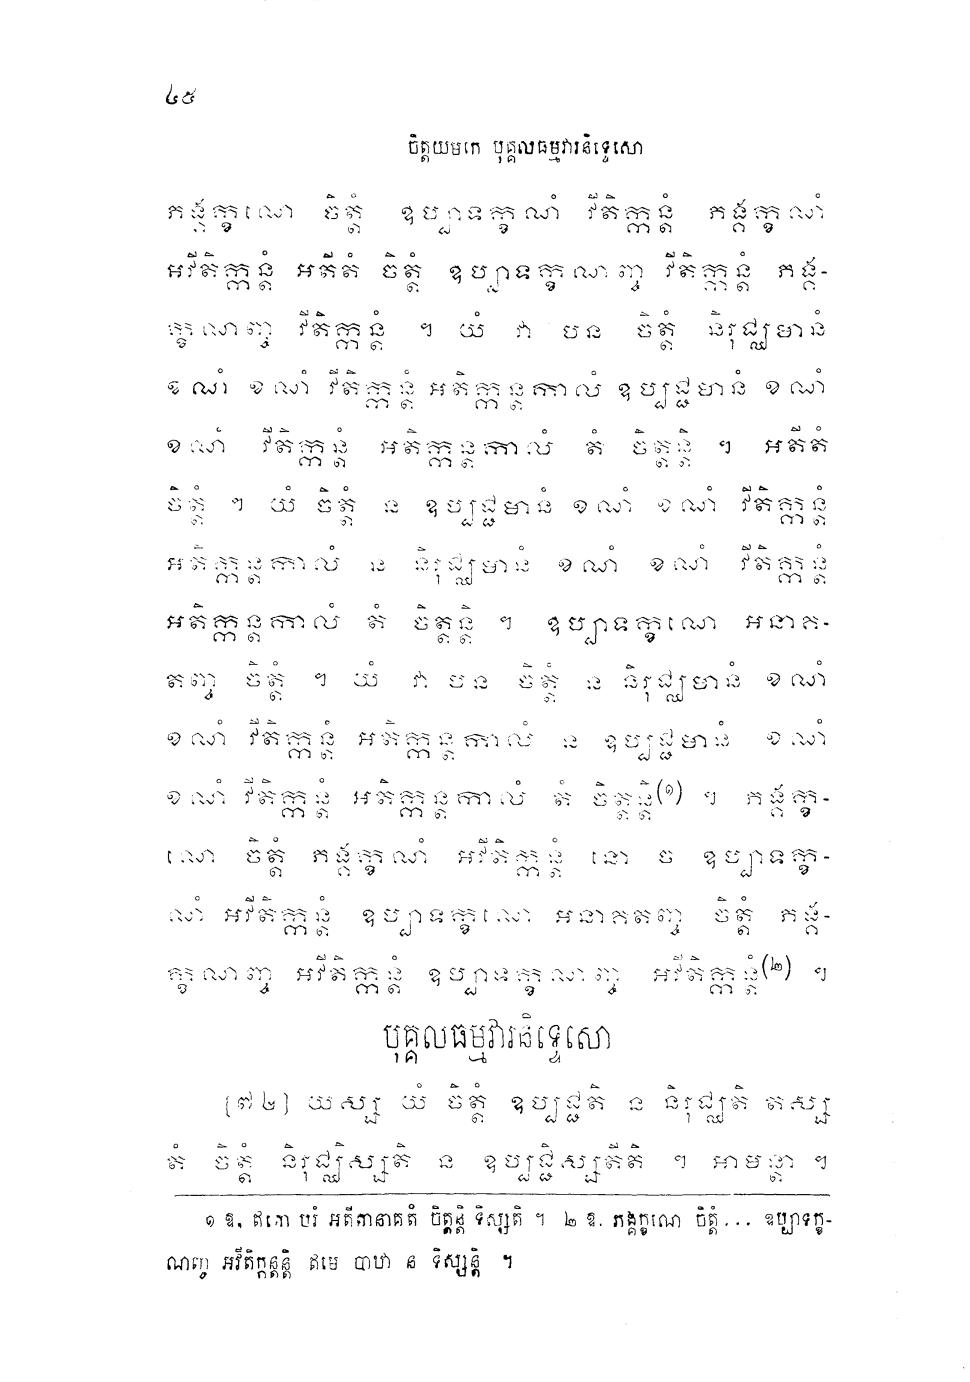 ៤៥
ចិត្តយមកេ បុគ្គលធម្មវារនិទ្ទេសោ
ភង្គក្ខណេ ចិត្តំ ឧប្បាទក្ខណំ វីតិក្កន្តំ ភង្គក្ខណំ
អវីតិក្កន្តំ អតីតំ ចិត្តំ ឧប្បាទក្ខណញ្ច វីតិក្កន្តំ ភង្គ-
ក្ខណញ្ច វីតិក្កន្តំ ។ យំ វា បន ចិត្តំ និរុជ្ឈមានំ
ខណំ ខណំ វីតិក្កន្តំ អតិក្កន្តកាលំ ឧប្បជ្ជមានំ ខណំ
ខណំ វីតិក្កន្តំ អតិក្កន្តកាលំ តំ ចិត្តន្តិ ។ អតីតំ
ចិត្តំ ។ យំ ចិត្តំ ន ឧប្បជ្ជមានំ ខណំ ខណំ វីតិក្កន្តំ
អតិក្កន្តកាលំ ន និរុជ្ឈមានំ ខណំ ខណំ វីតិក្កន្តំ
អតិក្កន្តកាលំ តំ ចិត្តន្តិ ។ ឧប្បាទក្ខណេ អនាគ-
តញ្ច ចិត្តំ ។ យំ វា បន ចិត្តំ ន និរុជ្ឈមានំ ខណំ
ខណំ វីតិក្កន្តំ អតិក្កន្តកាលំ ន ឧប្បជ្ជមានំ ខណំ
ខណំ វីតិក្កន្តំ អតិក្កន្តកាលំ តំ ចិត្តន្តិ(១) ។ ភង្គក្ខ-
ណេ ចិត្តំ ភង្គក្ខណំ អវីតិក្កន្តំ នោ ច ឧប្បាទក្ខ-
ណំ អវីតិក្កន្តំ ឧប្បាទក្ខណេ អនាគតញ្ច ចិត្តំ ភង្គ-
ក្ខណញ្ច អវីតិក្កន្តំ ឧប្បាទក្ខណញ្ច អវីតិក្កន្តំ(២) ។
បុគ្គលធម្មវារនិទ្ទេសោ
[៧២] យស្ស យំ ចិត្តំ ឧប្បជ្ជតិ ន និរុជ្ឈតិ តស្ស
តំ ចិត្តំ និរុជ្ឈិស្សតិ ន ឧប្បជ្ជិស្សតីតិ ។ អាមន្តា ។
១ ឱ. ឥតោ បរំ អតីតានាគតំ ចិត្តន្តិ ទិស្សតិ ។ ២ ឱ. ភង្គក្ខណេ ចិត្តំ... ឧប្បាទក្ខ-
ណញ្ច អវីតិក្កន្តន្តិ ឥមេ បាឋា ន ទិស្សន្តិ ។